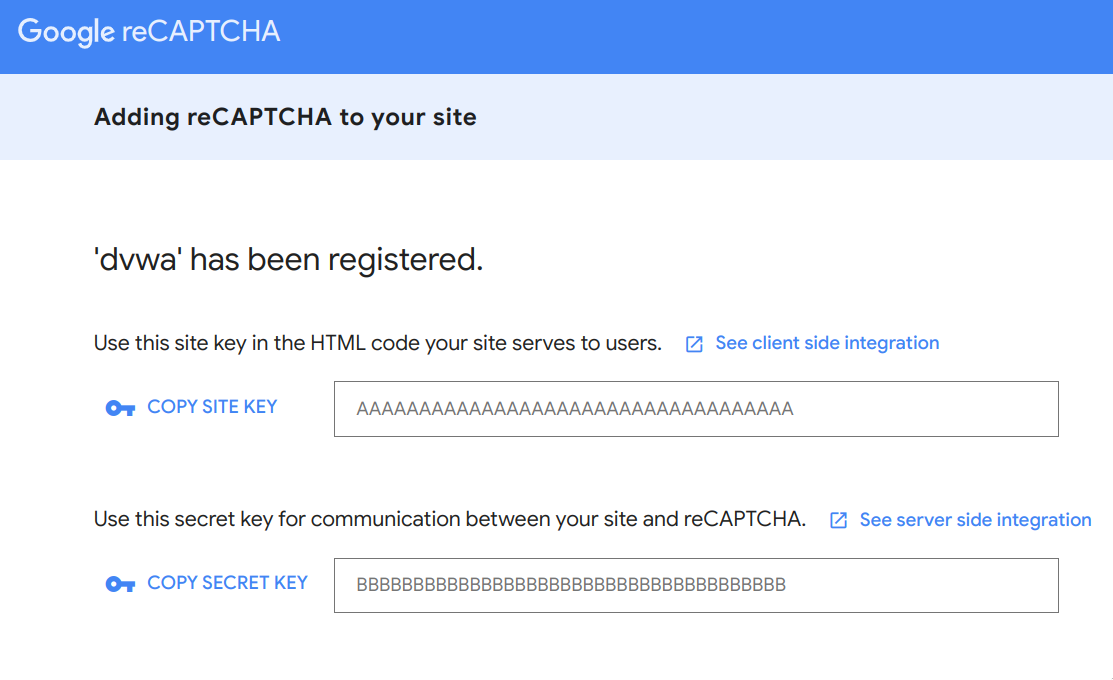 Google reCAPTCHA
Adding reCAPTCHA to your site
'dvwa' has been registered.
Use this site key in the HTML code your site serves to users. See client side integration
COPY SITE KEY AAAAAAAAAAAAAAAAAAAAAAAAAAAAAAAAAAA
Use this secret key for communication between your site and reCAPTCHA. See server side integration
COPY SECRET KEY BBBBBBBBBBBBBBBBBBBBBBBBBBBBBBBBBBBBBB